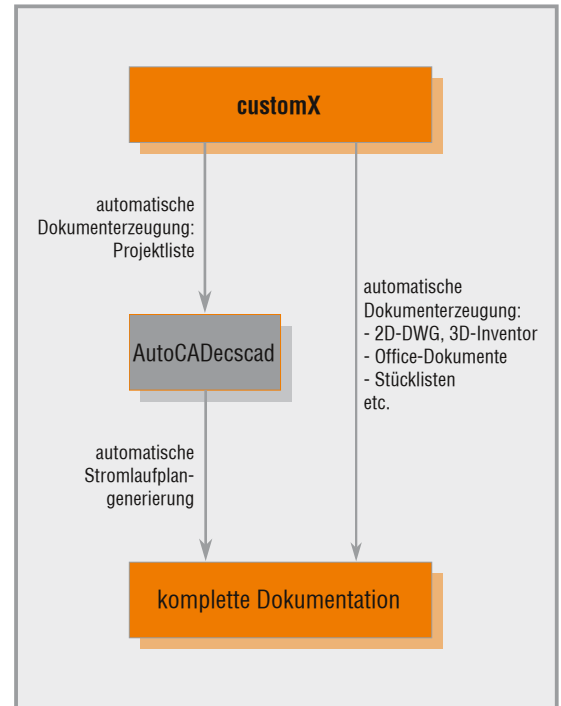 customX
automatische
Dokumenterzeugung:
Projektliste
automatische
Dokumenterzeugung:
- 2D-DWG, 3D-Inventor
- Office-Dokumente
- Stücklisten
etc.
AutoCADecscad
automatische
Stromlaufplan-
generierung
komplette Dokumentation